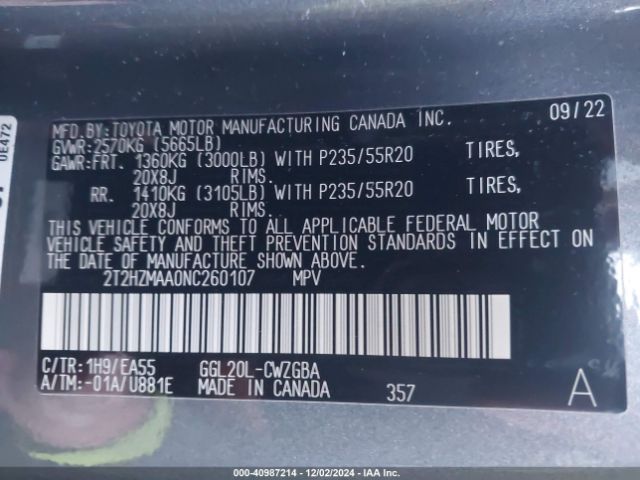 0E472
MFD. BY: TOYOTA MOTOR MANUFACTURING CANADA INC. 09/22
GVWR: 2570KG (5665LB)
GAWR: FRT. 1360KG (3000LB) WITH P235/55R20 TIRES,
20X8J RIMS.
RR. 1410KG (3105LB) WITH P235/55R20 TIRES,
20X8J RIMS.
THIS VEHICLE CONFORMS TO ALL APPLICABLE FEDERAL MOTOR
VEHICLE SAFETY AND THEFT PREVENTION STANDARDS IN EFFECT ON
THE DATE OF MANUFACTURE SHOWN ABOVE.
2T2HZMAA0NC260107 MPV
C/TR: 1H9/EA55 GGL20L-CWZGBA
A/TM: -01A/U881E MADE IN CANADA 357 A
000-40987214 - 12/02/2024 - IAA Inc.